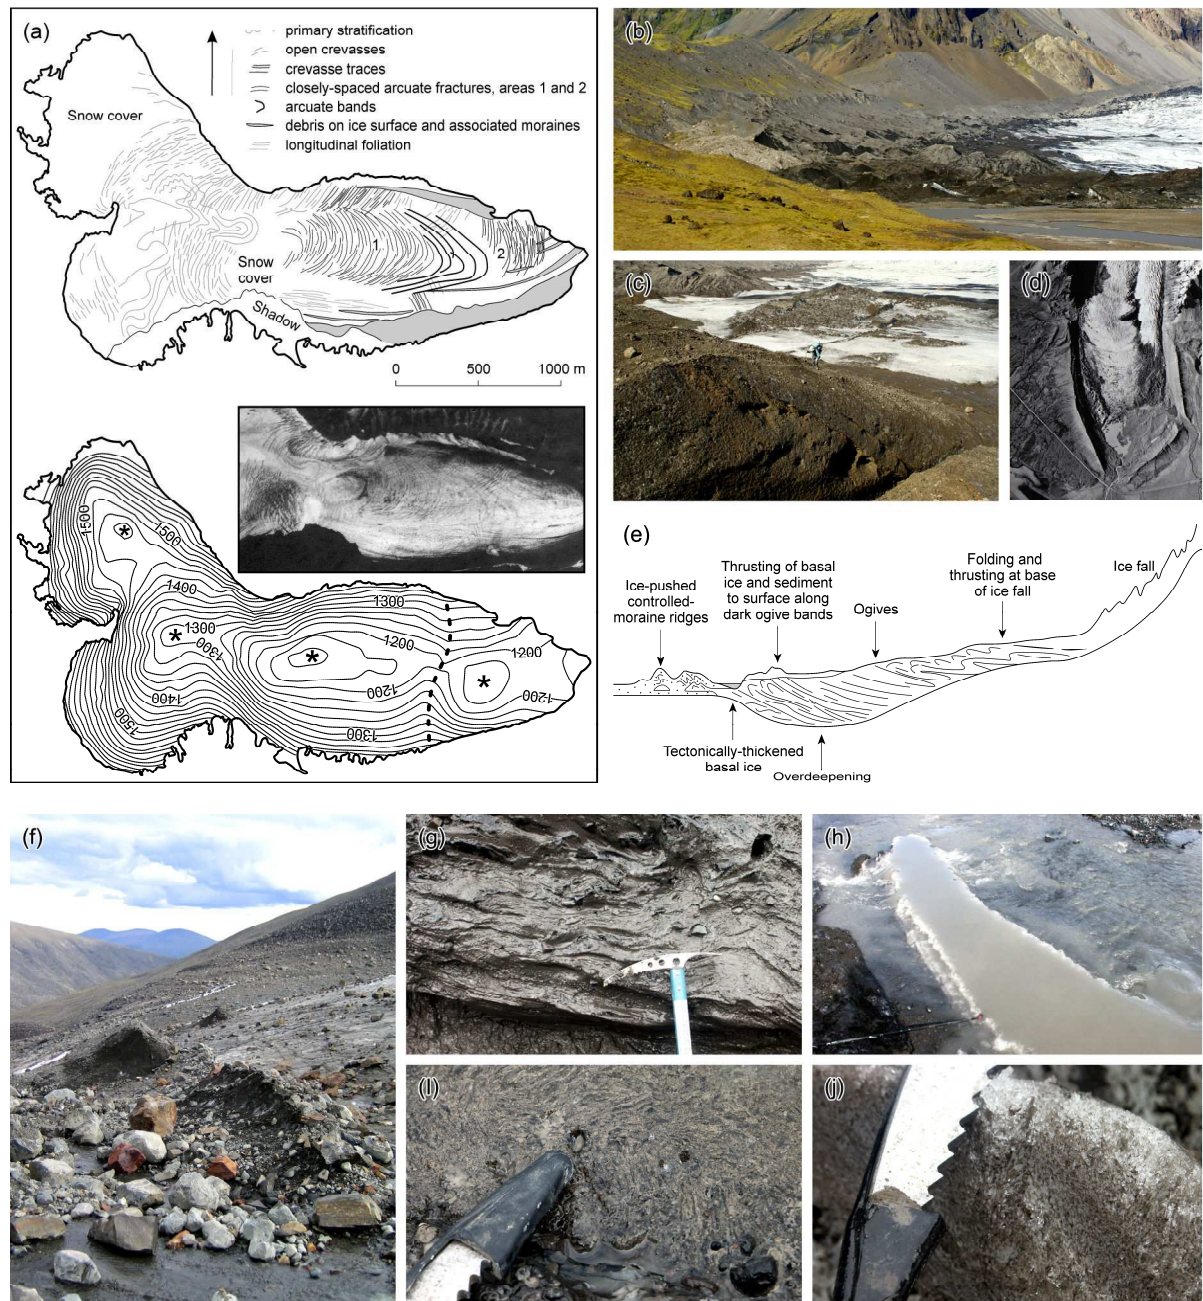 (a)
primary stratification
open crevasses
crevasse traces
closely-spaced arcuate fractures, areas 1 and 2
arcuate bands
debris on ice surface and associated moraines
longitudinal foliation
Snow cover
1
2
Snow
cover
Shadow
0 500 1000 m
1500
1500
1400
1300
1300
1300
1200
1200
1200
1200
1400
1500
1300
*
*
*
*
(b)
(c)
(d)
(e)
Ice-pushed
controlled-
moraine ridges
Thrusting of basal
ice and sediment
to surface along
dark ogive bands
Ogives
Folding and
thrusting at base
of ice fall
Ice fall
Tectonically-thickened
basal ice
Overdeepening
(f)
(g)
(h)
(I)
(j)